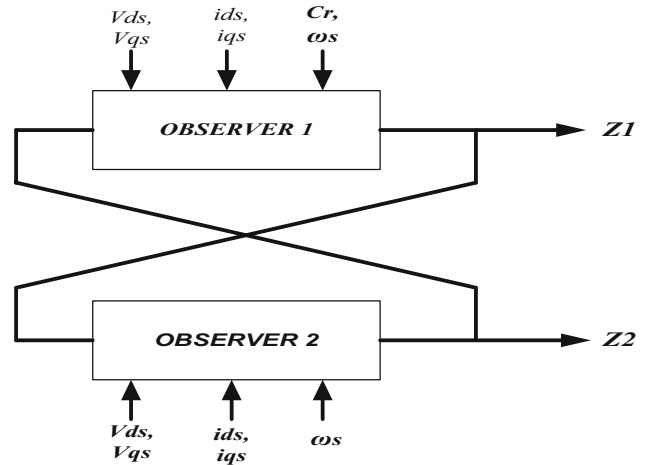 Vds, ids, Cr,
Vqs iqs ωs
OBSERVER 1
Z1
OBSERVER 2
Z2
Vds, ids, ωs
Vqs iqs